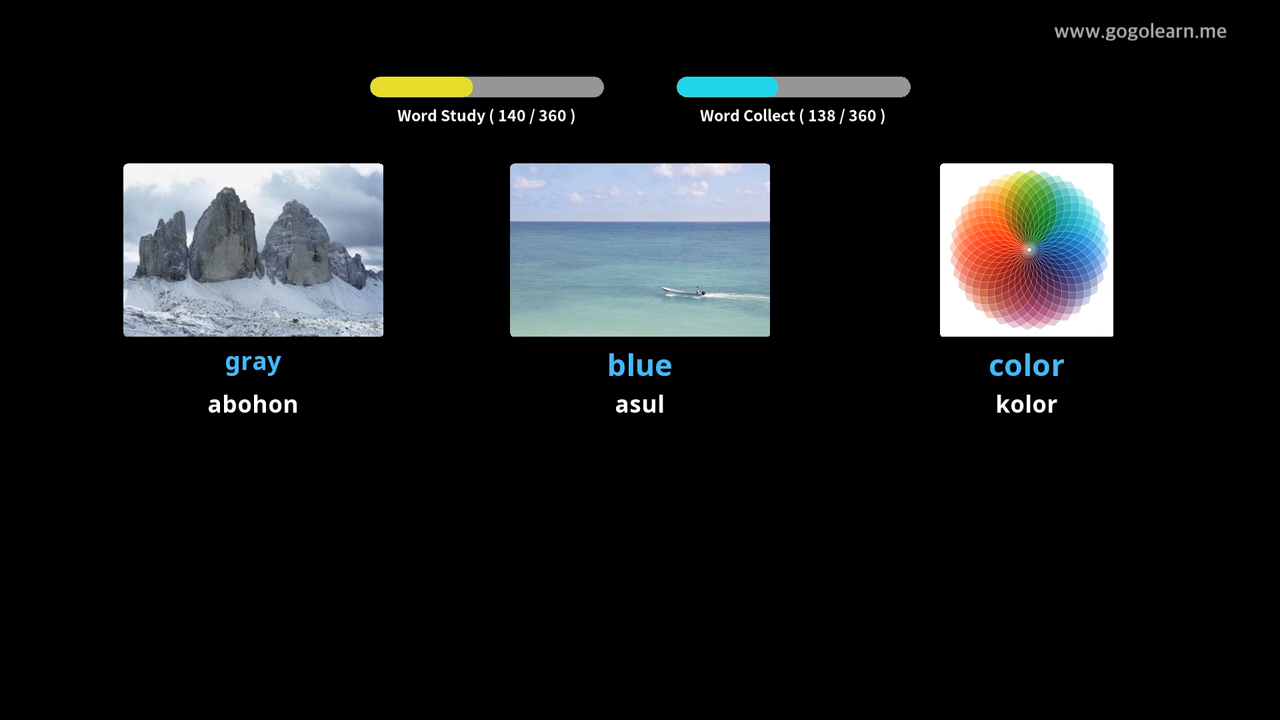 www.gogolearn.me
Word Study ( 140 / 360 )
Word Collect ( 138 / 360 )
gray
abohon
blue
asul
color
kolor